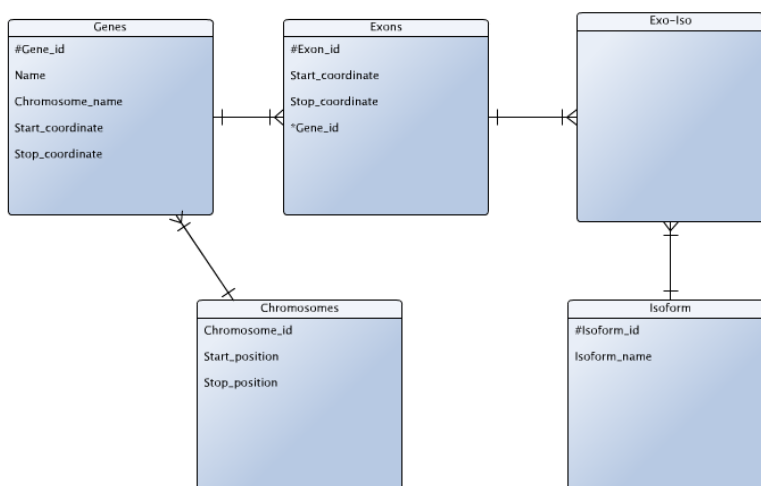 Genes
#Gene_id
Name
Chromosome_name
Start_coordinate
Stop_coordinate
Exons
#Exon_id
Start_coordinate
Stop_coordinate
*Gene_id
Exo-Iso
Chromosomes
Chromosome_id
Start_position
Stop_position
Isoform
#Isoform_id
Isoform_name